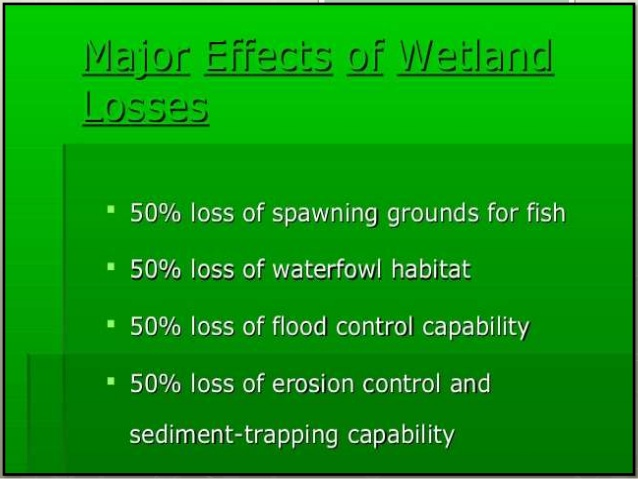 Major Effects of Wetland
Losses
▪ 50% loss of spawning grounds for fish
▪ 50% loss of waterfowl habitat
▪ 50% loss of flood control capability
▪ 50% loss of erosion control and
sediment-trapping capability